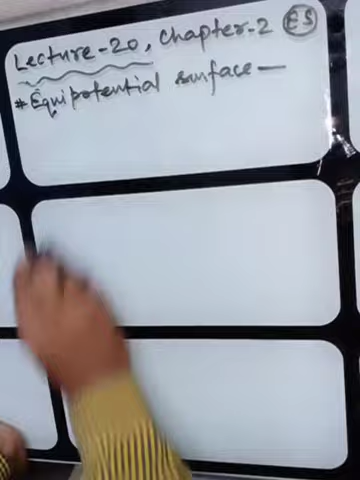 Lecture-20, Chapter-2 ES
* Equipotential surface —